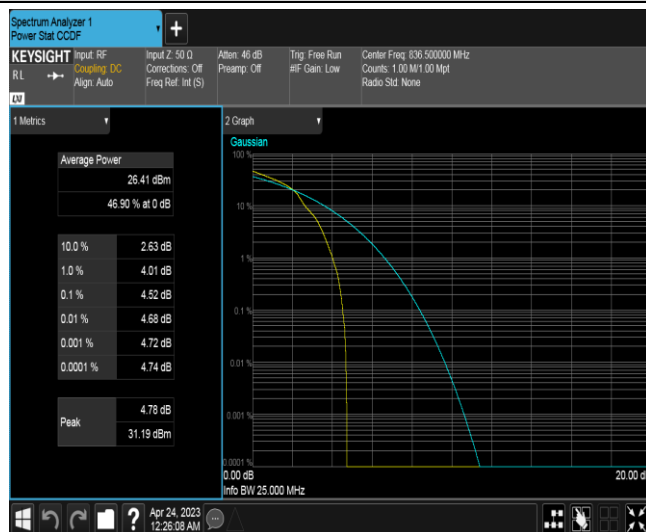 Spectrum Analyzer 1
Power Stat CCDF
+
KEYSIGHT
RL
LXI
Input: RF
Coupling: DC
Align: Auto
Input Z: 50 Ω
Corrections: Off
Freq Ref: Int (S)
Atten: 46 dB
Preamp: Off
Trig: Free Run
#IF Gain: Low
Center Freq: 836.500000 MHz
Counts: 1.00 M/1.00 Mpt
Radio Std: None
1 Metrics
Average Power
26.41 dBm
46.90 % at 0 dB
10.0 % 2.63 dB
1.0 % 4.01 dB
0.1 % 4.52 dB
0.01 % 4.68 dB
0.001 % 4.72 dB
0.0001 % 4.74 dB
Peak
4.78 dB
31.19 dBm
2 Graph
Gaussian
100 %
10 %
1 %
0.1 %
0.01 %
0.001 %
0.0001 %
0.00 dB 20.00 d
Info BW 25.000 MHz
?
Apr 24, 2023
12:26:08 AM